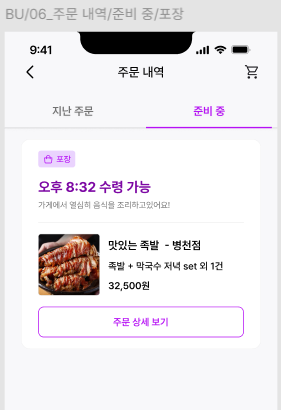 BU/06_주문 내역/준비 중/포장
9:41
주문 내역
지난 주문
준비 중
포장
오후 8:32 수령 가능
가게에서 열심히 음식을 조리하고있어요!
맛있는 족발 - 병천점
족발 + 막국수 저녁 set 외 1건
32,500원
주문 상세 보기